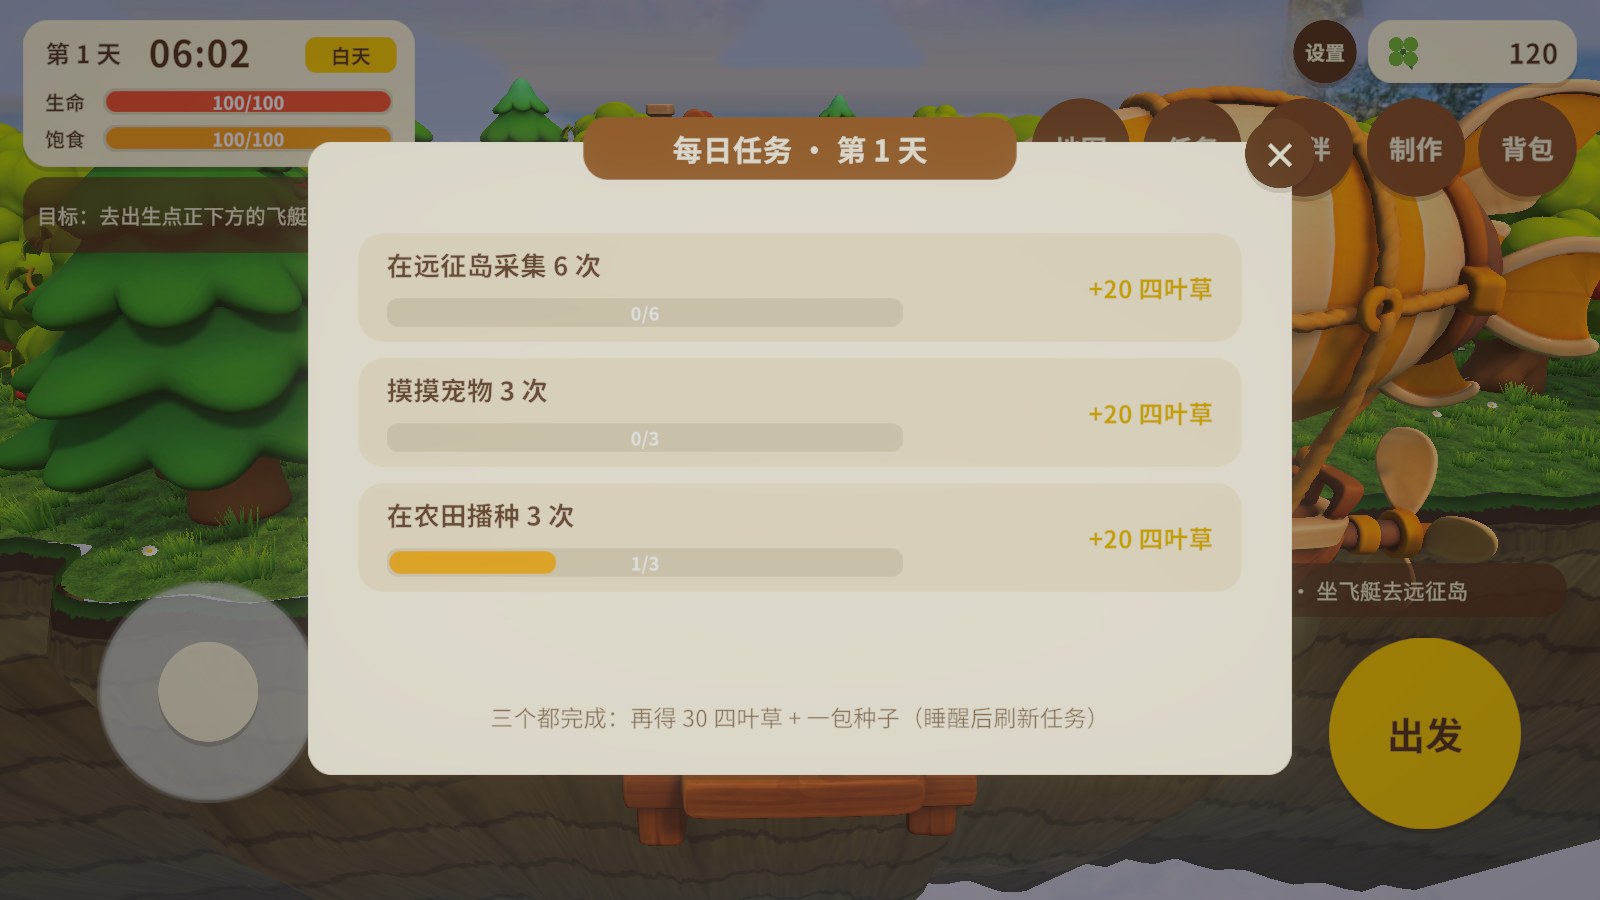 第 1 天 06:02 白天
设置
120
生命 100/100
饱食 100/100
制作
背包
伴
每日任务 · 第 1 天
×
目标：去出生点正下方的飞艇
在远征岛采集 6 次
0/6
+20 四叶草
摸摸宠物 3 次
0/3
+20 四叶草
在农田播种 3 次
1/3
+20 四叶草
· 坐飞艇去远征岛
三个都完成：再得 30 四叶草 + 一包种子（睡醒后刷新任务）
出发